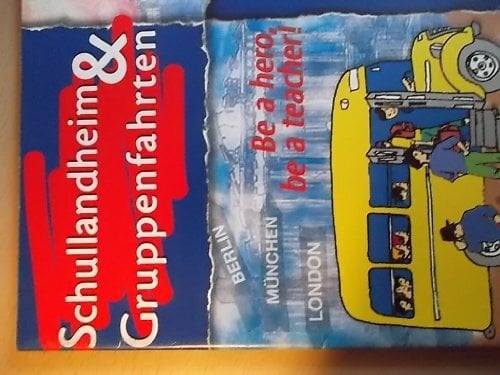 Schullandheim
&
Gruppenfahrten
BERLIN
MÜNCHEN
LONDON
Be a hero,
be a teacher!